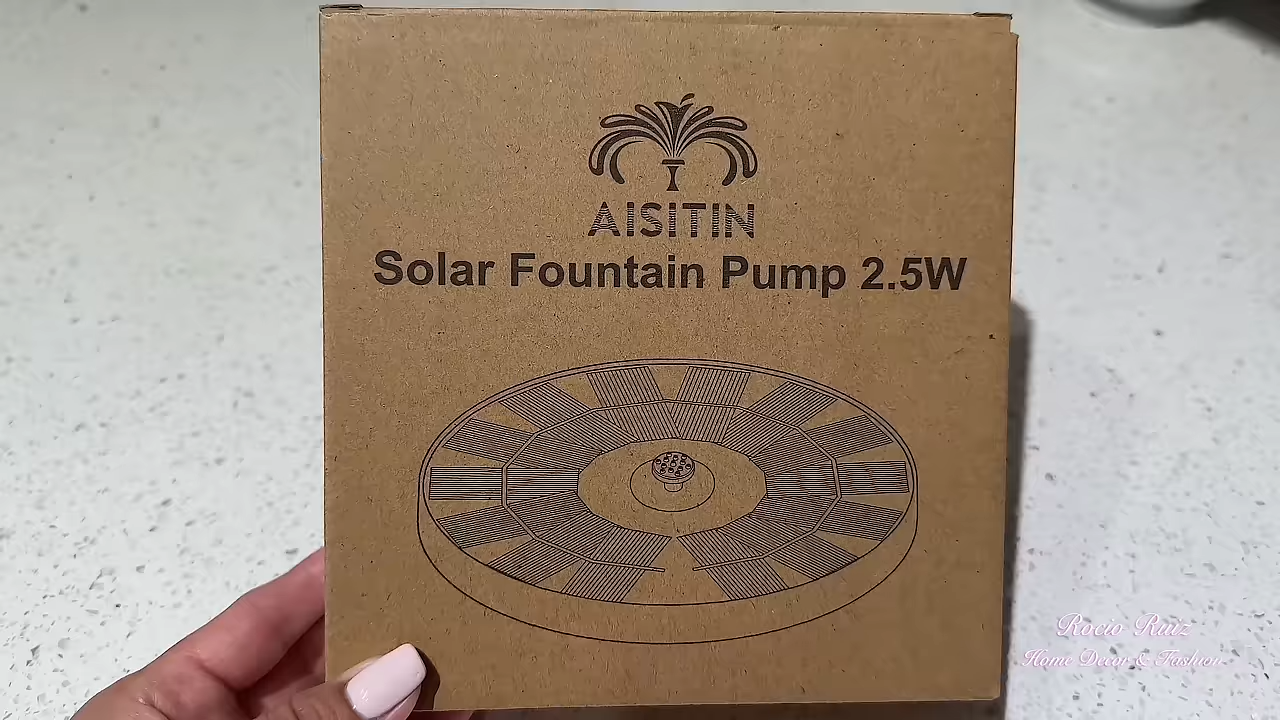 AISITIN
Solar Fountain Pump 2.5W
Rocio Ruiz
Home Decor & Fashion